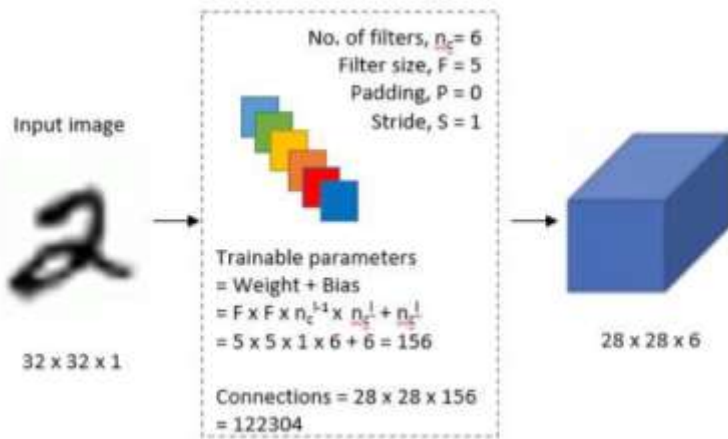 Input image
32 x 32 x 1
No. of filters, nc= 6
Filter size, F = 5
Padding, P = 0
Stride, S = 1
Trainable parameters
= Weight + Bias
= F x F x nc^l-1 x nc^l + nc^l
= 5 x 5 x 1 x 6 + 6 = 156
Connections = 28 x 28 x 156
= 122304
28 x 28 x 6